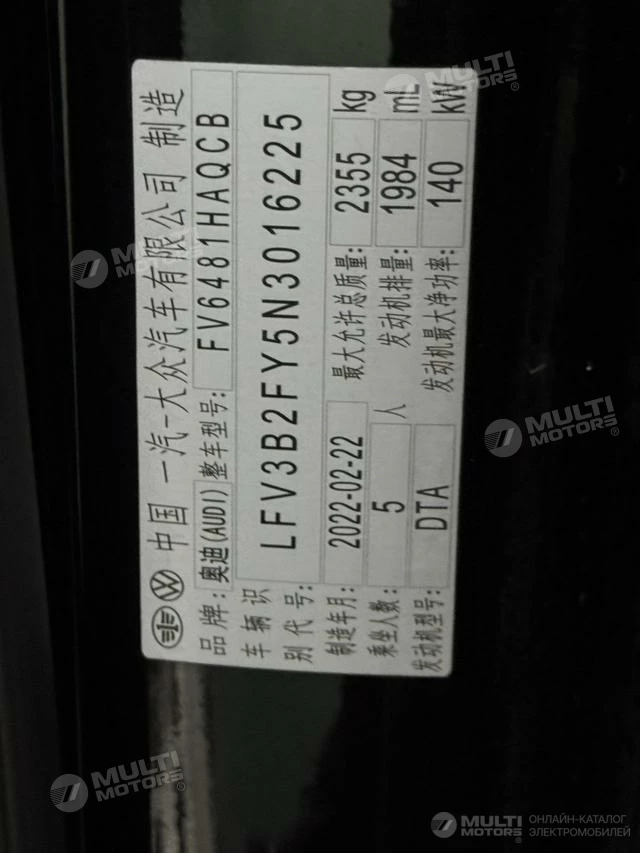 中国 一汽-大众汽车有限公司 制造
品牌: 奥迪(AUDI) 整车型号: FV6481HAQCB
车辆识
别代号: LFV3B2FY5N3016225
制造年月: 2022-02-22 最大允许总质量: 2355 kg
乘坐人数: 5 人 发动机排量: 1984 mL
发动机型号: DTA 发动机最大净功率: 140 kW
MULTI
MOTORS®
MULTI
MOTORS®
MULTI
MOTORS®
MULTI
MOTORS®
MULTI
MOTORS®
ОНЛАЙН-КАТАЛОГ
ЭЛЕКТРОМОБИЛЕЙ